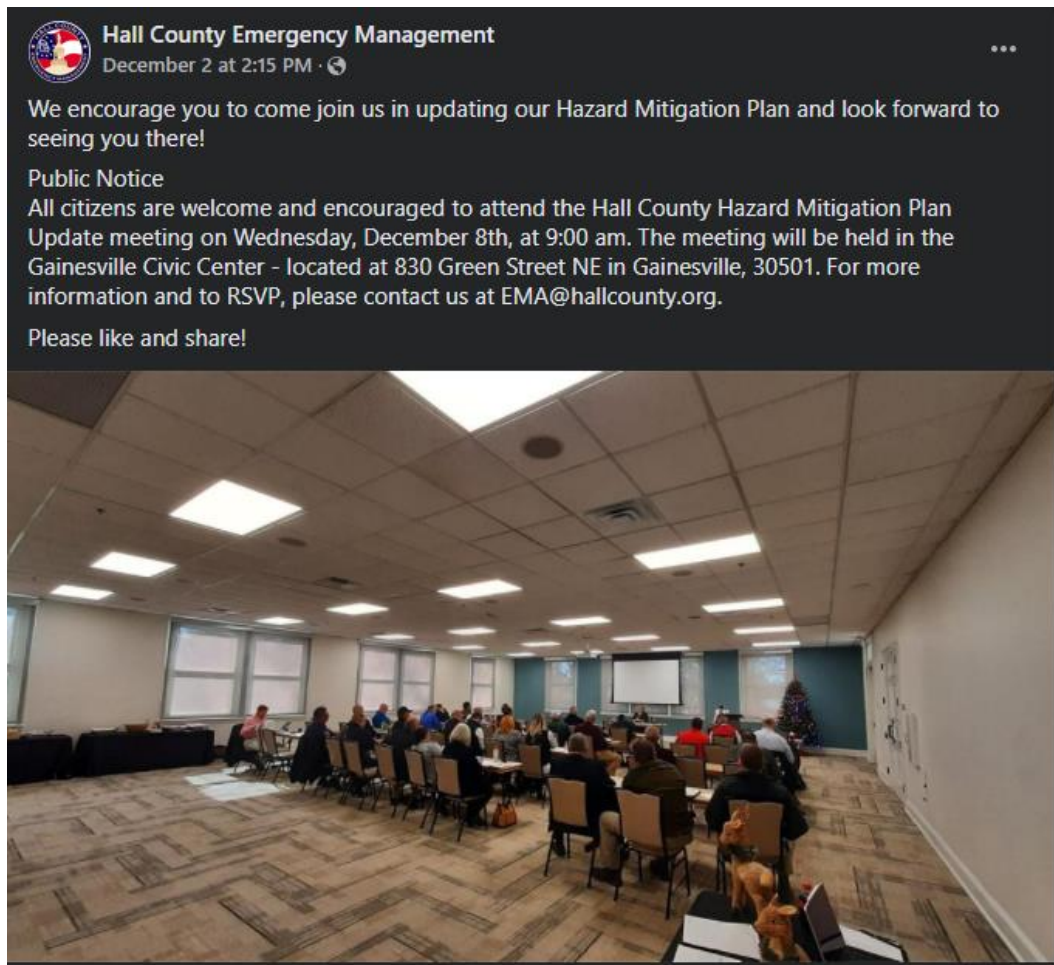 Hall County Emergency Management
December 2 at 2:15 PM ·
We encourage you to come join us in updating our Hazard Mitigation Plan and look forward to
seeing you there!
Public Notice
All citizens are welcome and encouraged to attend the Hall County Hazard Mitigation Plan
Update meeting on Wednesday, December 8th, at 9:00 am. The meeting will be held in the
Gainesville Civic Center - located at 830 Green Street NE in Gainesville, 30501. For more
information and to RSVP, please contact us at EMA@hallcounty.org.
Please like and share!